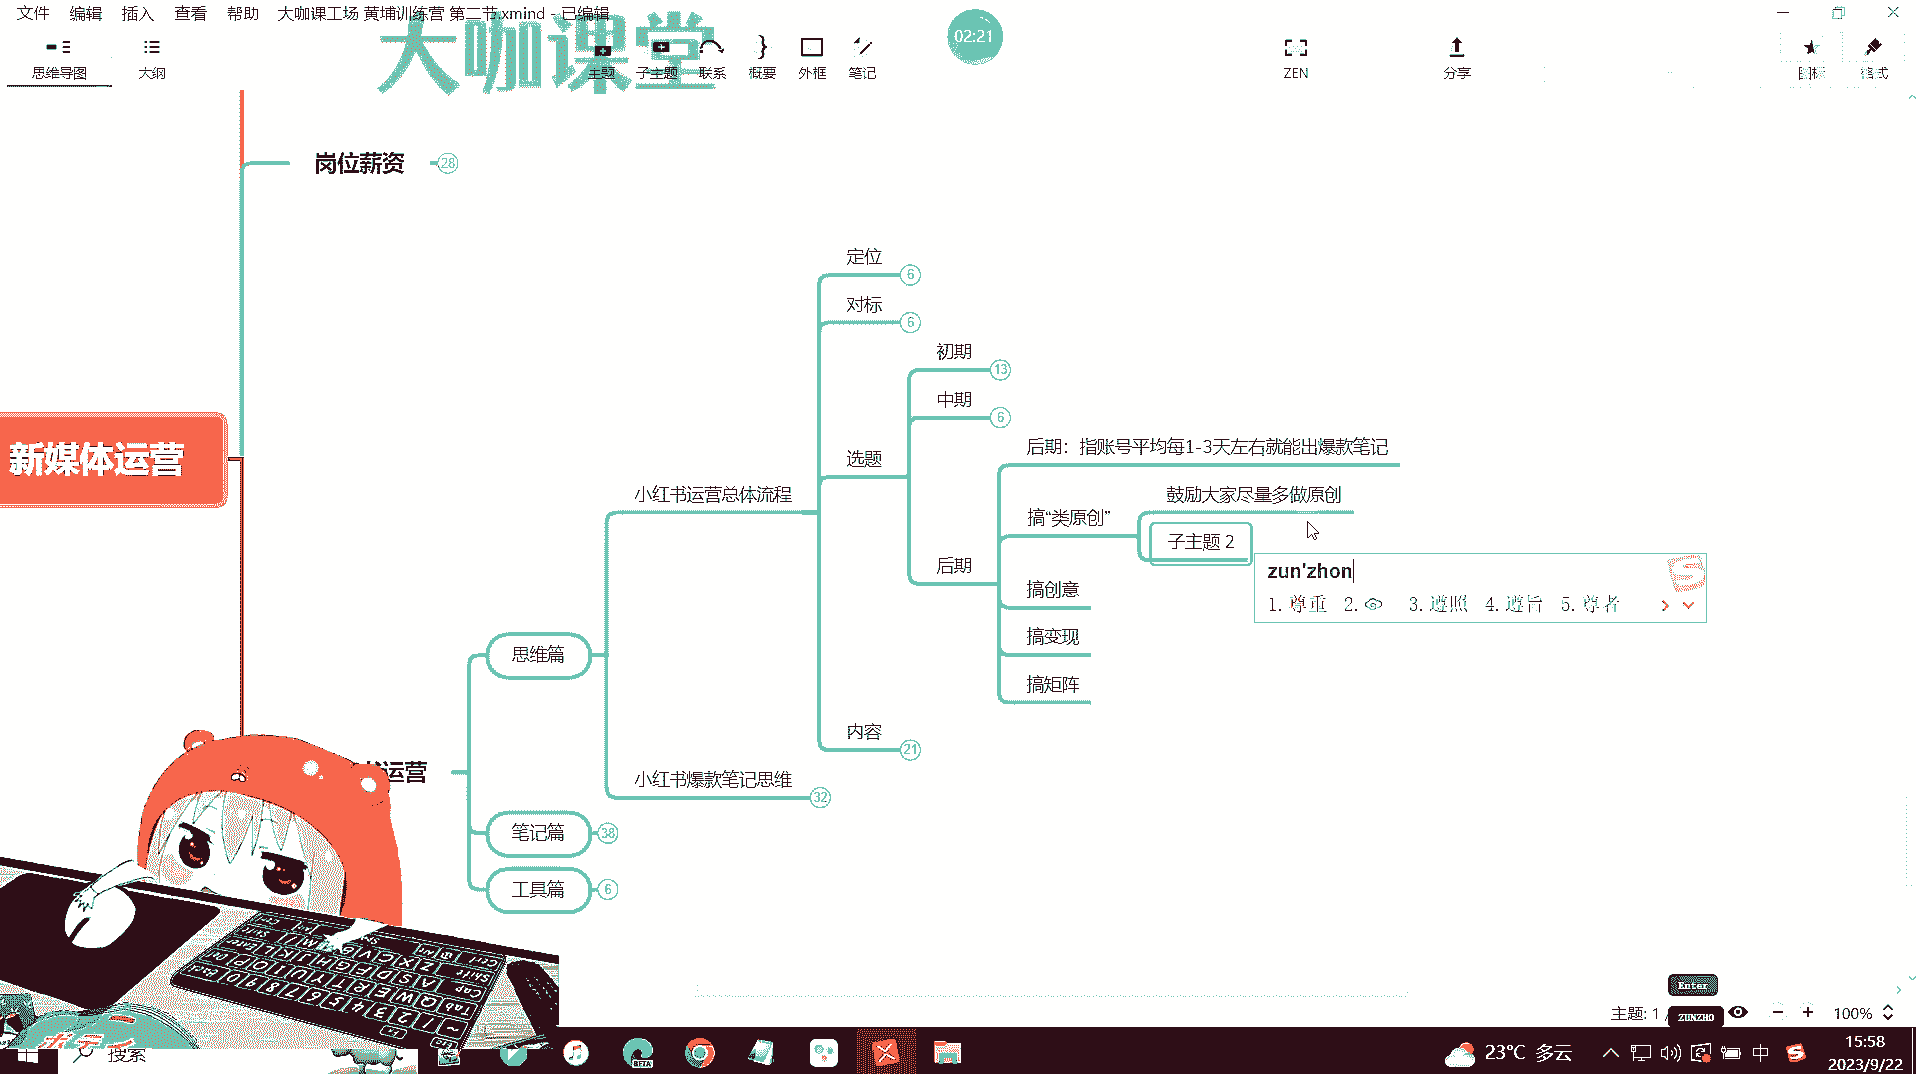 文件 编辑 插入 查看 帮助 大咖课工场 黄埔训练营 第二节.xmind - 已编辑
大咖课堂
思维导图 大纲 主题 子主题 联系 概要 外框 笔记 02:21 ZEN 分享 图标 格式
岗位薪资 28
定位 6
对标 6
初期 13
中期 6
后期：指账号平均每1-3天左右就能出爆款笔记
选题
新媒体运营
小红书运营总体流程
鼓励大家尽量多做原创
搞“类原创”
子主题 2
后期
zun'zhon
1.尊重 2. 3.遵照 4.遵旨 5.尊者
搞创意
搞变现
思维篇
搞矩阵
内容 21
运营
小红书爆款笔记思维 32
笔记篇 38
工具篇 6
Enter
主题: 1 /
ZUNZHO
100%
搜索
BETA
23°C 多云
中
15:58
2023/9/22